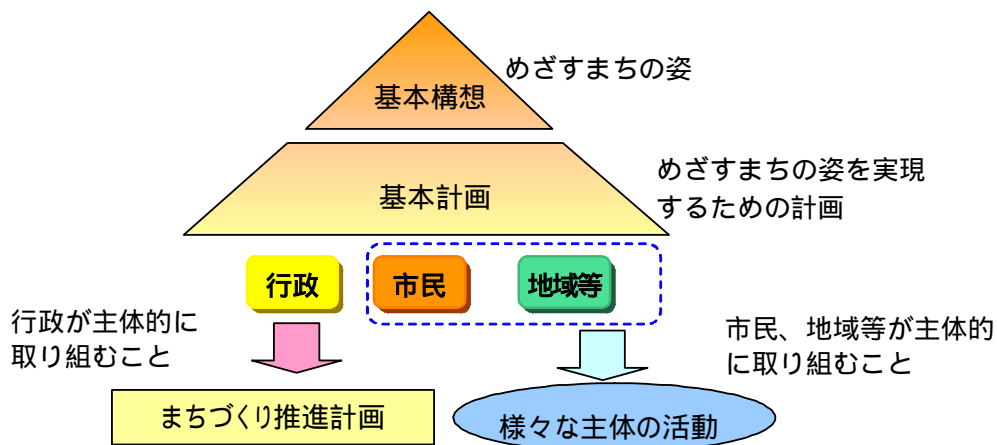 めざすまちの姿
基本構想
めざすまちの姿を実現
するための計画
基本計画
行政
市民
地域等
行政が主体的に
取り組むこと
市民、地域等が主体的
に取り組むこと
まちづくり推進計画
様々な主体の活動